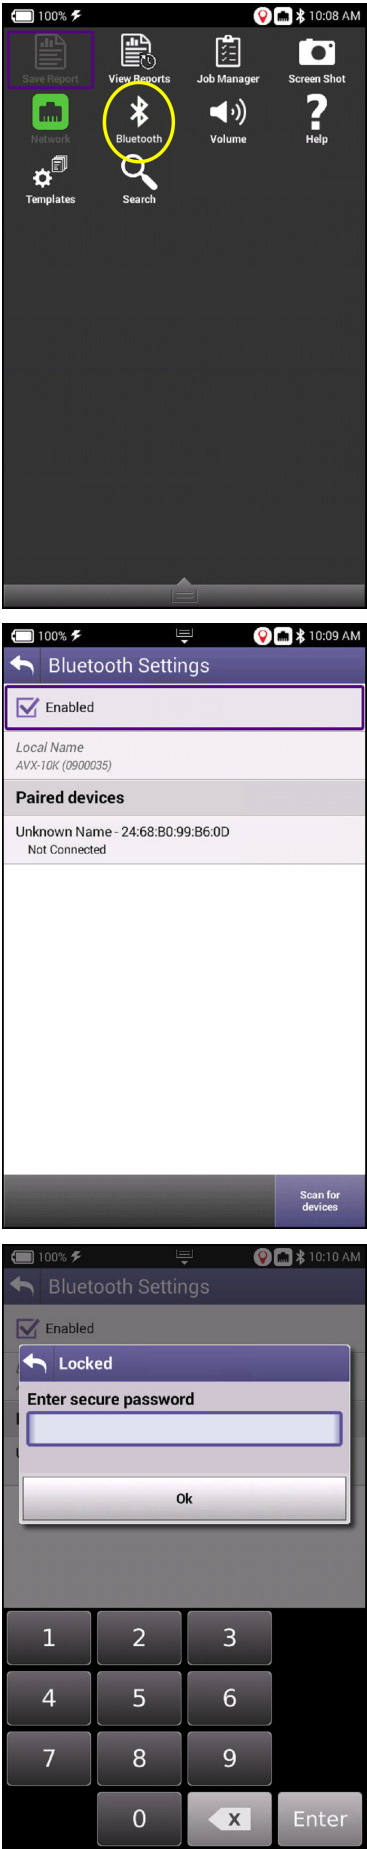 100% 10:08 AM
Save Report View Reports Job Manager Screen Shot
Network Bluetooth Volume Help
Templates Search
100% 10:09 AM
Bluetooth Settings
Enabled
Local Name
AVX-10K (0900035)
Paired devices
Unknown Name - 24:68:B0:99:B6:0D
Not Connected
Scan for
devices
100% 10:10 AM
Bluetooth Settings
Enabled
Locked
Enter secure password
Ok
1 2 3
4 5 6
7 8 9
0 x Enter